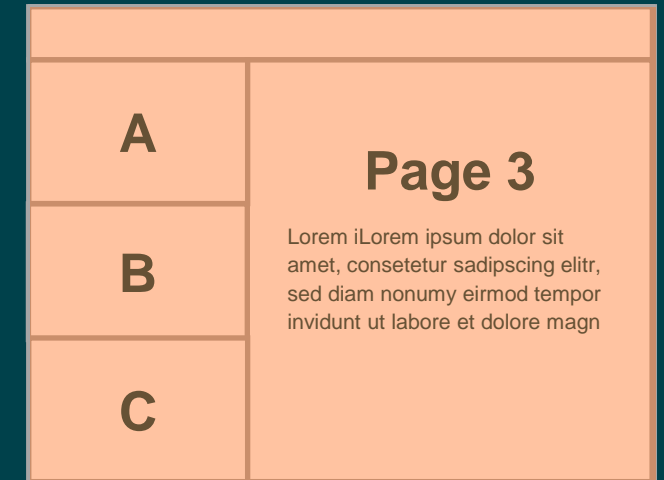 A
B
C
Page 3
Lorem iLorem ipsum dolor sit
amet, consetetur sadipscing elitr,
sed diam nonumy eirmod tempor
invidunt ut labore et dolore magn